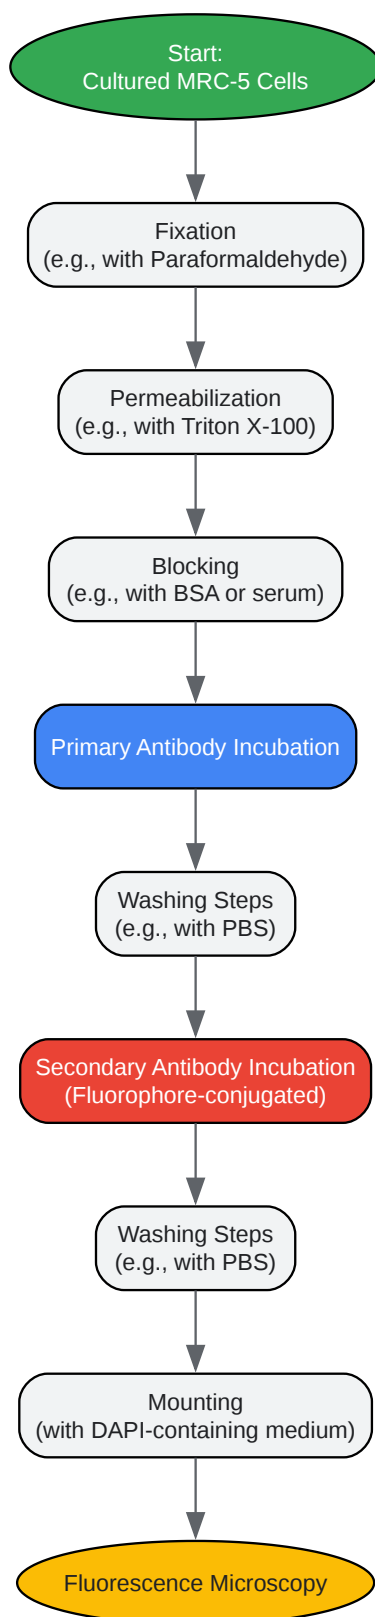 Start:
Cultured MRC-5 Cells
Fixation
(e.g., with Paraformaldehyde)
Permeabilization
(e.g., with Triton X-100)
Blocking
(e.g., with BSA or serum)
Primary Antibody Incubation
Washing Steps
(e.g., with PBS)
Secondary Antibody Incubation
(Fluorophore-conjugated)
Washing Steps
(e.g., with PBS)
Mounting
(with DAPI-containing medium)
Fluorescence Microscopy